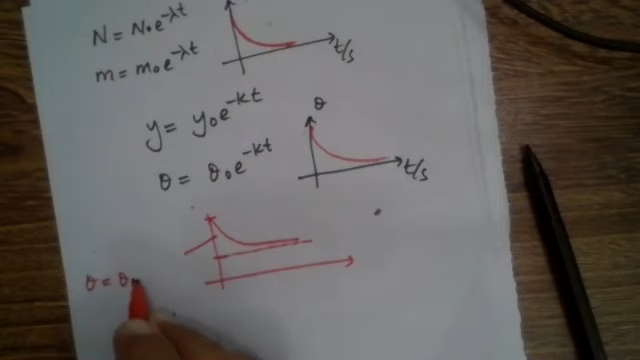 N = N₀e^-λt
t/s
m = m₀e^-λt
y = y₀e^-kt
θ
θ = θ₀e^-kt
t/s
θ = θ